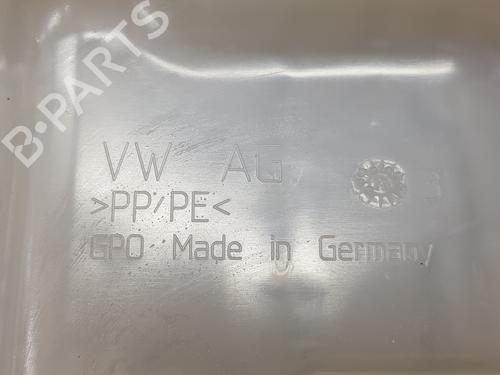 B-PARTS
VW AG
>PP/PE<
GPO Made in Germany